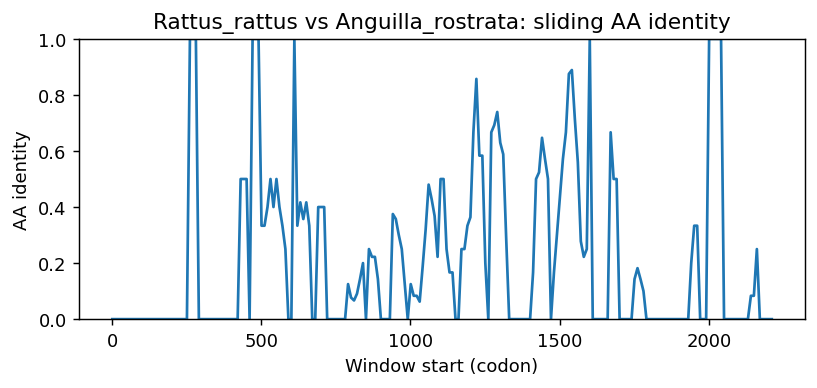 Rattus_rattus vs Anguilla_rostrata: sliding AA identity
1.0
0.8
0.6
0.4
0.2
0.0
AA identity
0 500 1000 1500 2000
Window start (codon)